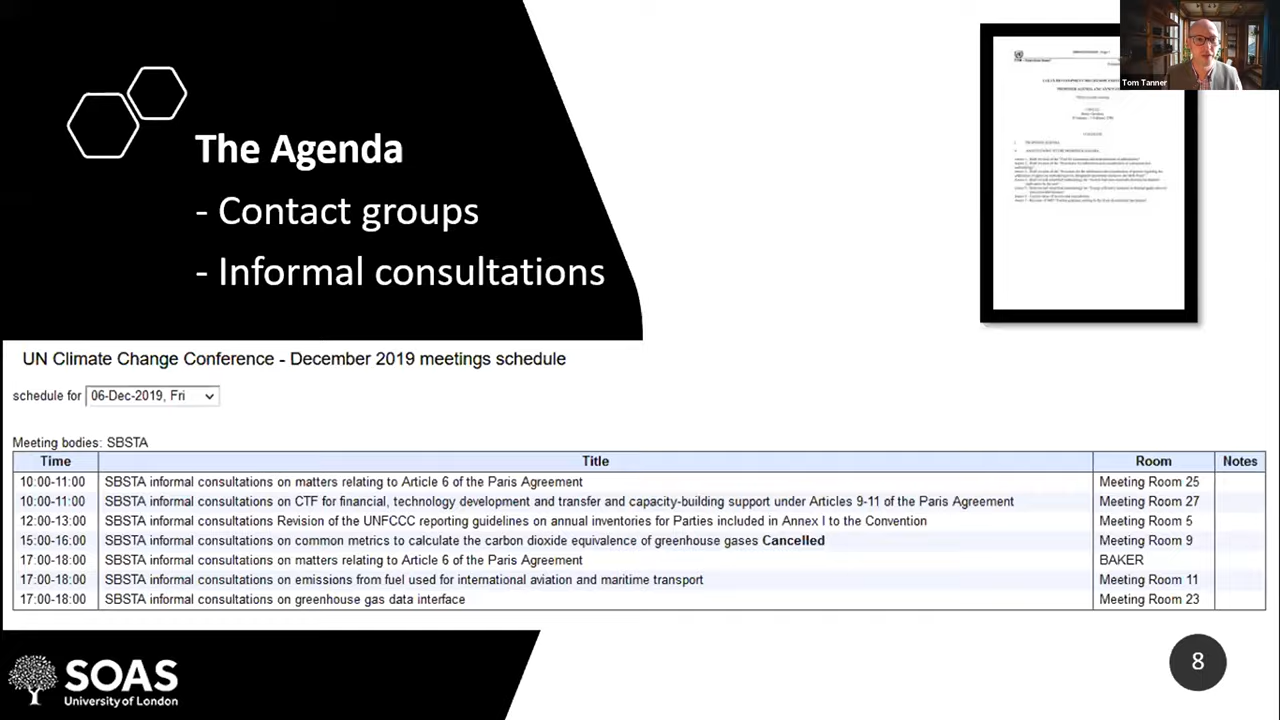 Tom Tanner
The Agenda
- Contact groups
- Informal consultations
UN Climate Change Conference - December 2019 meetings schedule
schedule for 06-Dec-2019, Fri
Meeting bodies: SBSTA
Time Title Room Notes
10:00-11:00 SBSTA informal consultations on matters relating to Article 6 of the Paris Agreement Meeting Room 25
10:00-11:00 SBSTA informal consultations on CTF for financial, technology development and transfer and capacity-building support under Articles 9-11 of the Paris Agreement Meeting Room 27
12:00-13:00 SBSTA informal consultations Revision of the UNFCCC reporting guidelines on annual inventories for Parties included in Annex I to the Convention Meeting Room 5
15:00-16:00 SBSTA informal consultations on common metrics to calculate the carbon dioxide equivalence of greenhouse gases Cancelled Meeting Room 9
17:00-18:00 SBSTA informal consultations on matters relating to Article 6 of the Paris Agreement BAKER
17:00-18:00 SBSTA informal consultations on emissions from fuel used for international aviation and maritime transport Meeting Room 11
17:00-18:00 SBSTA informal consultations on greenhouse gas data interface Meeting Room 23
SOAS
University of London
8